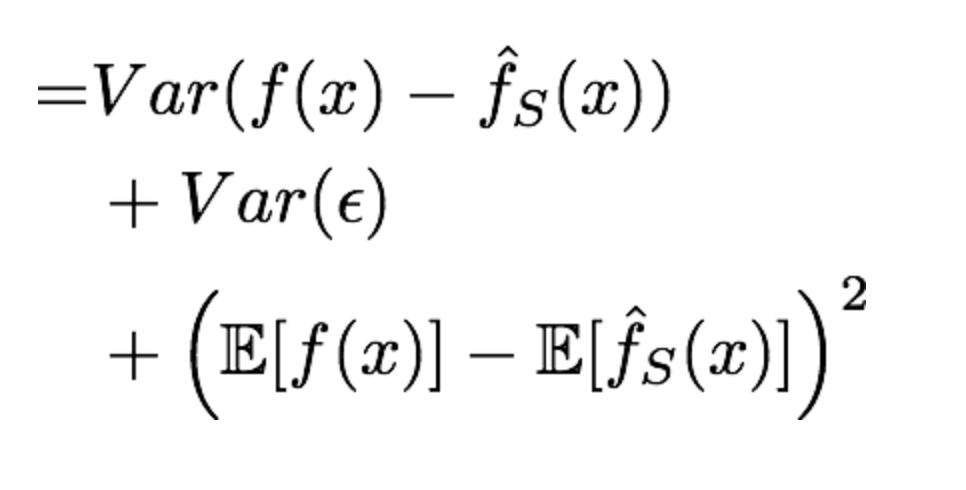 =Var(f(x) − f̂_S(x))
+ Var(ϵ)
+ (𝔼[f(x)] − 𝔼[f̂_S(x)])²